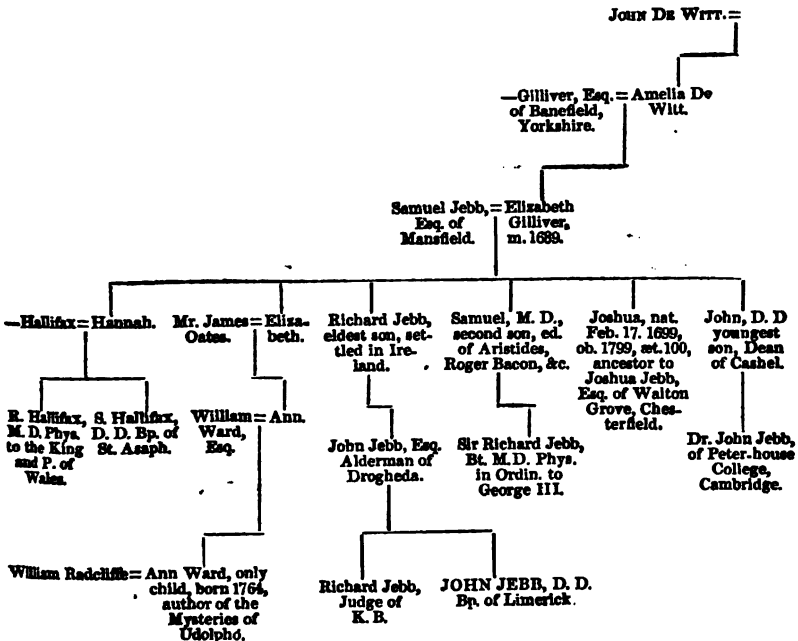 JOHN DE WITT. =
—Gilliver, Esq. = Amelia De
of Banefield, Witt.
Yorkshire.
Samuel Jebb, = Elizabeth
Esq. of Gilliver,
Mansfield. m. 1689.
—Hallifax = Hannah.
Mr. James = Eliza-
Oates. beth.
Richard Jebb,
eldest son, set-
tled in Ire-
land.
Samuel, M. D.,
second son, ed.
of Aristides,
Roger Bacon, &c.
Joshua, nat.
Feb. 17. 1699,
ob. 1799, æt. 100,
ancestor to
Joshua Jebb,
Esq. of Walton
Grove, Ches-
terfield.
John, D. D
youngest
son, Dean
of Cashel.
R. Hallifax,
M. D. Phys.
to the King
and P. of
Wales.
S. Hallifax,
D. D. Bp. of
St. Asaph.
William = Ann.
Ward,
Esq.
John Jebb, Esq.
Alderman of
Drogheda.
Sir Richard Jebb,
Bt. M. D. Phys.
in Ordin. to
George III.
Dr. John Jebb,
of Peter-house
College,
Cambridge.
William Radcliffe = Ann Ward, only
child, born 1764,
author of the
Mysteries of
Udolpho.
Richard Jebb,
Judge of
K. B.
JOHN JEBB, D. D.
Bp. of Limerick.